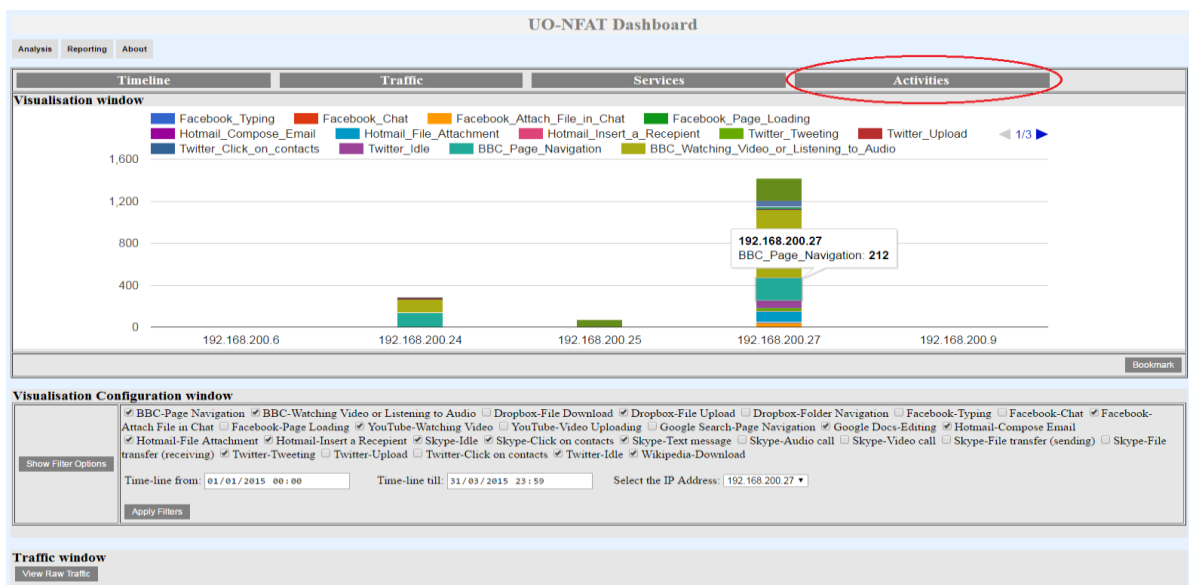 UO-NFAT Dashboard
Analysis Reporting About
Timeline Traffic Services Activities
Visualisation window
Facebook_Typing Facebook_Chat Facebook_Attach_File_in_Chat Facebook_Page_Loading
Hotmail_Compose_Email Hotmail_File_Attachment Hotmail_Insert_a_Recepient Twitter_Tweeting Twitter_Upload 1/3
Twitter_Click_on_contacts Twitter_Idle BBC_Page_Navigation BBC_Watching_Video_or_Listening_to_Audio
1,600
1,200
800
400
0
192.168.200.27
BBC_Page_Navigation: 212
192.168.200.6 192.168.200.24 192.168.200.25 192.168.200.27 192.168.200.9
Bookmark
Visualisation Configuration window
Show Filter Options
BBC-Page Navigation BBC-Watching Video or Listening to Audio Dropbox-File Download Dropbox-File Upload Dropbox-Folder Navigation Facebook-Typing Facebook-Chat Facebook-
Attach File in Chat Facebook-Page Loading YouTube-Watching Video YouTube-Video Uploading Google Search-Page Navigation Google Docs-Editing Hotmail-Compose Email
Hotmail-File Attachment Hotmail-Insert a Recepient Skype-Idle Skype-Click on contacts Skype-Text message Skype-Audio call Skype-Video call Skype-File transfer (sending) Skype-File
transfer (receiving) Twitter-Tweeting Twitter-Upload Twitter-Click on contacts Twitter-Idle Wikipedia-Download
Time-line from: 01/01/2015 00:00 Time-line till: 31/03/2015 23:59 Select the IP Address: 192.168.200.27
Apply Filters
Traffic window
View Raw Traffic